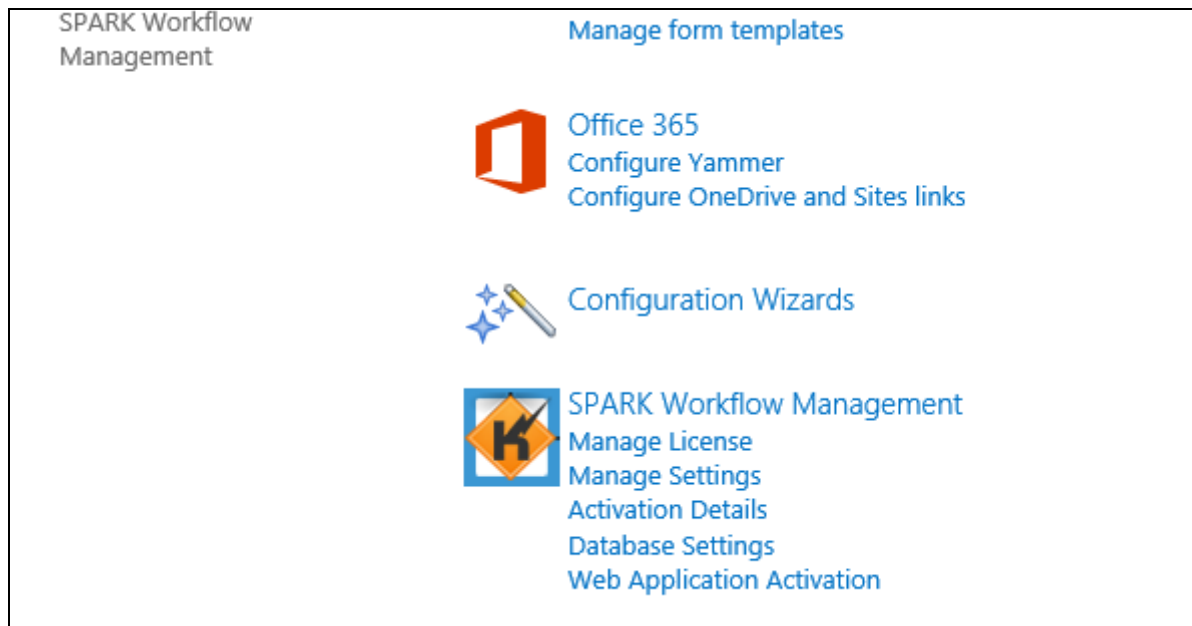 SPARK Workflow
Management
Manage form templates
Office 365
Configure Yammer
Configure OneDrive and Sites links
Configuration Wizards
K
SPARK Workflow Management
Manage License
Manage Settings
Activation Details
Database Settings
Web Application Activation